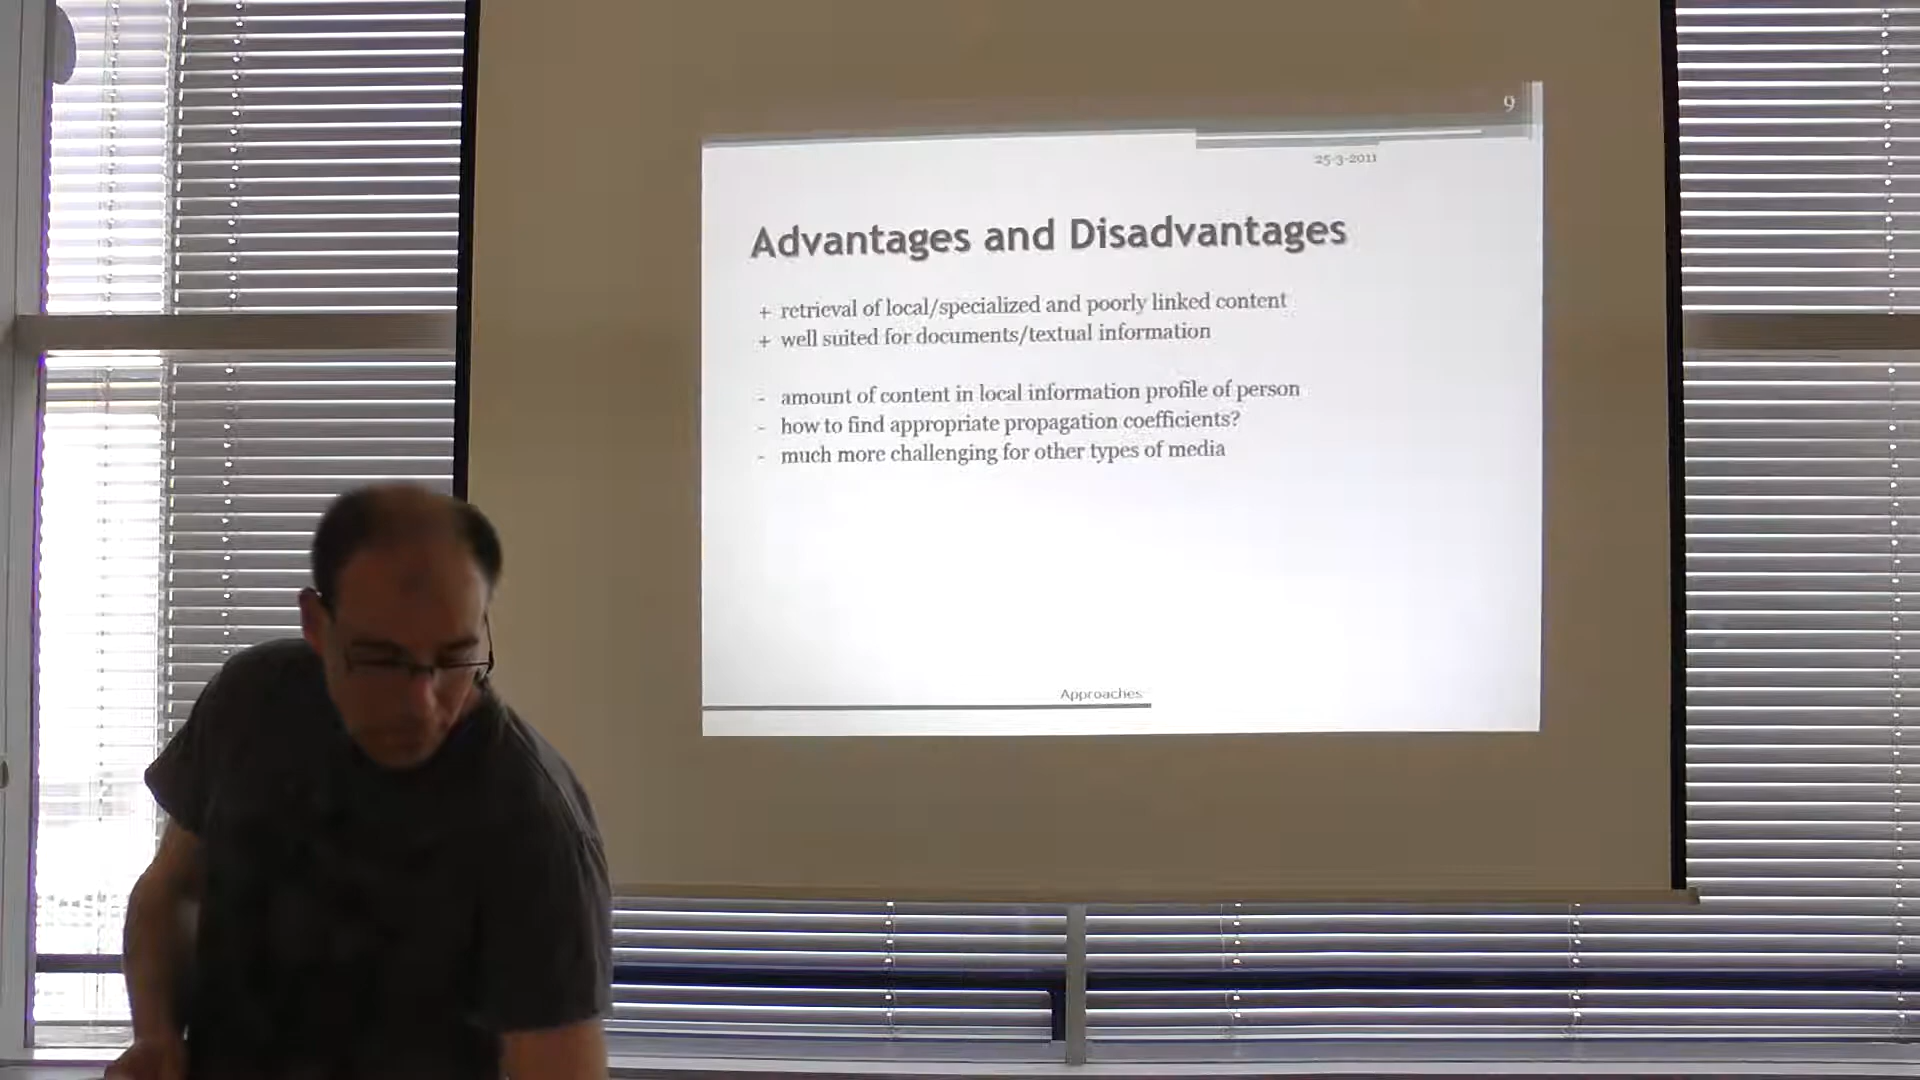 9
25-3-2011
Advantages and Disadvantages
+ retrieval of local/specialized and poorly linked content
+ well suited for documents/textual information
- amount of content in local information profile of person
- how to find appropriate propagation coefficients?
- much more challenging for other types of media
Approaches